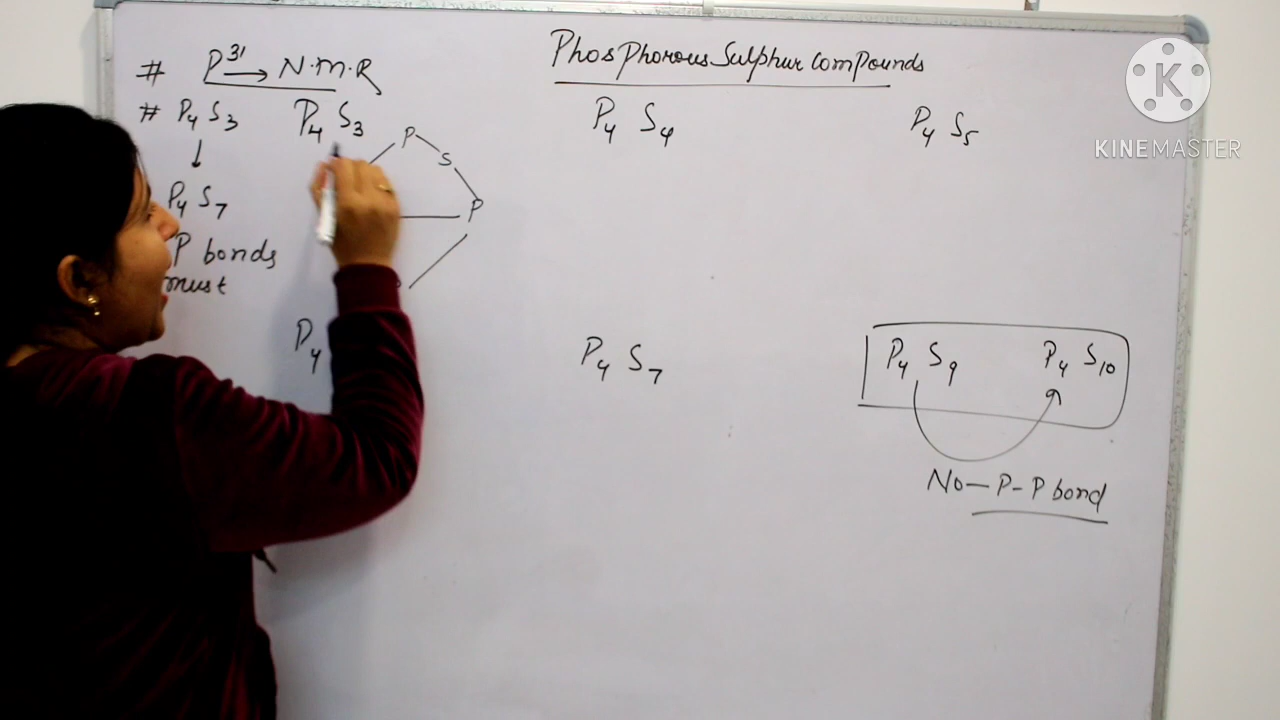 Phosphorous Sulphur Compounds
# P³¹ → N.M.R
# P₄ S₃
↓
P₄ S₇
P bonds
must
P₄ S₃
P
S
P
P₄ S₄
P₄ S₅
P₄
P₄ S₇
P₄ S₉ P₄ S₁₀
No — P-P bond
K
KINEMASTER